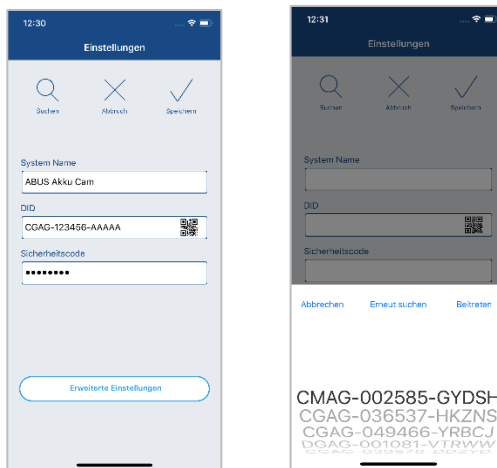 12:30
Einstellungen
Suchen Abbruch Speichern
System Name
ABUS Akku Cam
DID
CGAG-123456-AAAAA
Sicherheitscode
••••••••
Erweiterte Einstellungen
12:31
Einstellungen
Suchen Abbruch Speichern
System Name
DID
Sicherheitscode
Abbrechen Erneut suchen Beitreten
CMAG-002585-GYDSH
CGAG-036537-HKZNS
CGAG-049466-YRBCJ
DGAG-001081-VTRWW